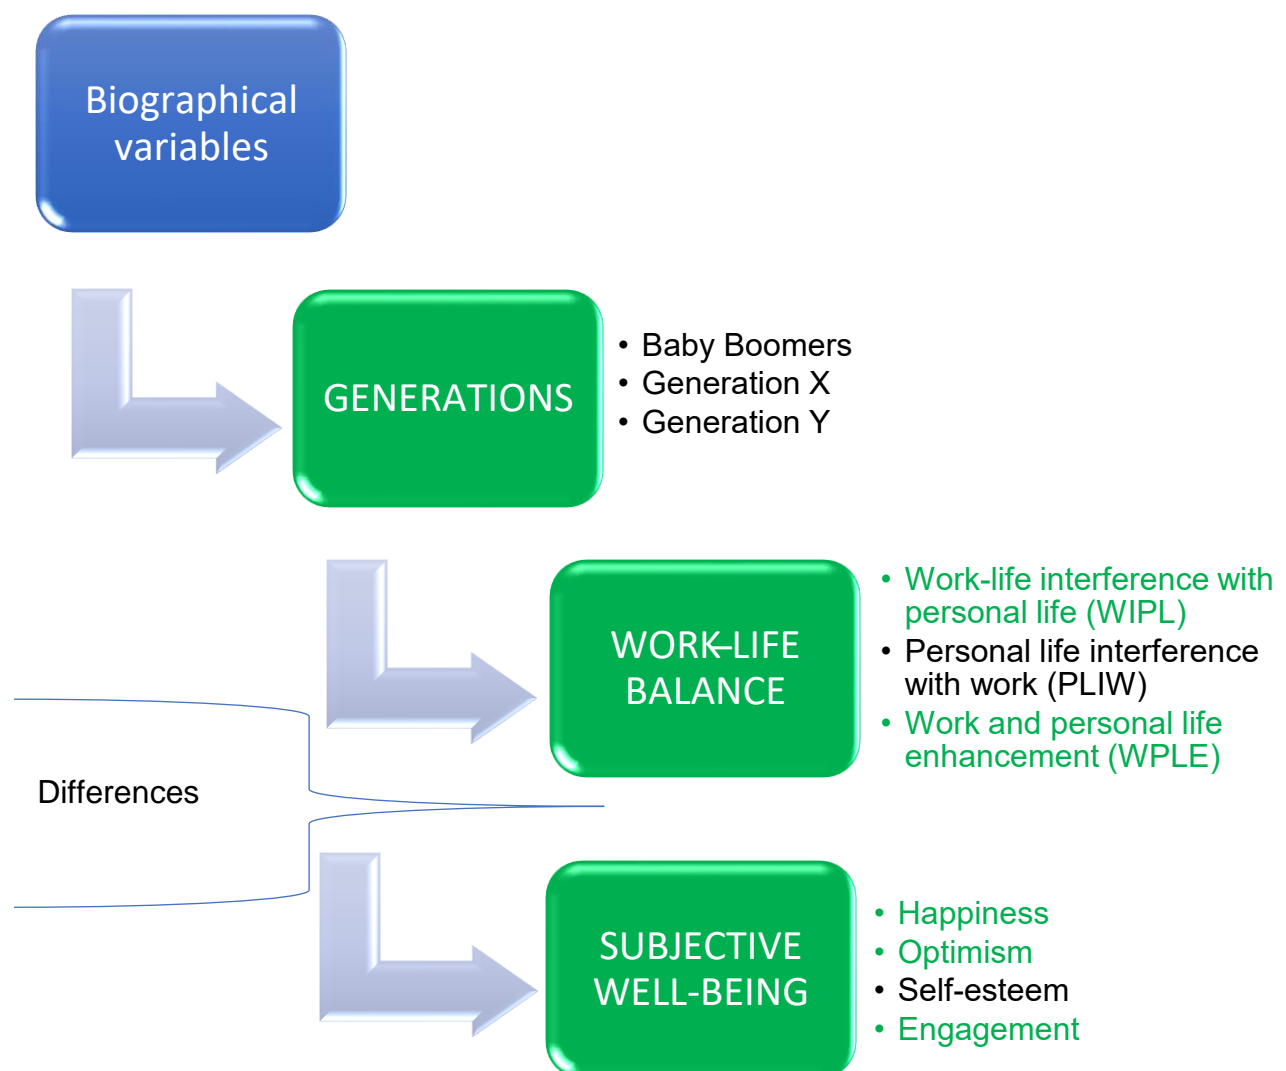 Biographical
variables
GENERATIONS
• Baby Boomers
• Generation X
• Generation Y
WORK–LIFE
BALANCE
• Work-life interference with
personal life (WIPL)
• Personal life interference
with work (PLIW)
• Work and personal life
enhancement (WPLE)
Differences
SUBJECTIVE
WELL-BEING
• Happiness
• Optimism
• Self-esteem
• Engagement